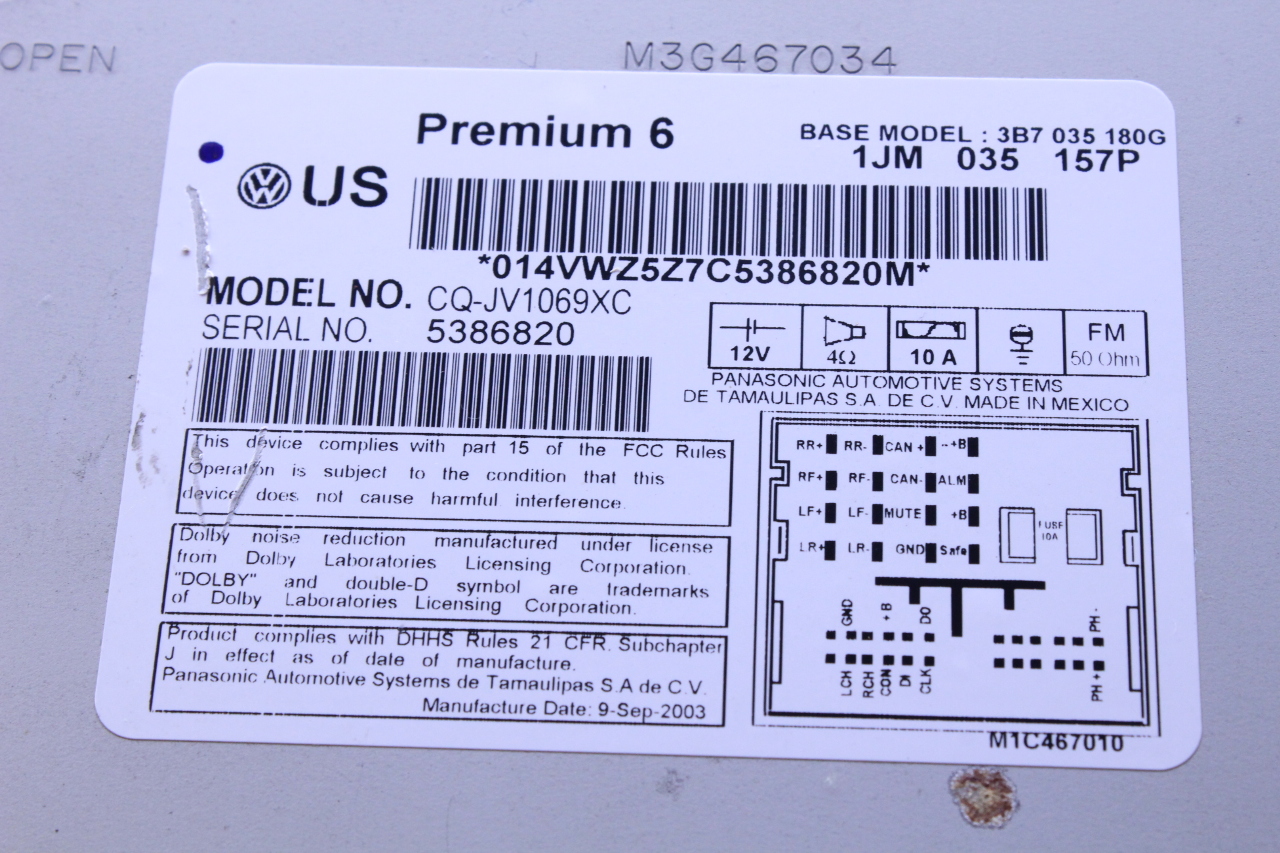 OPEN
M3G467034
Premium 6
BASE MODEL : 3B7 035 180G
1JM 035 157P
US
*014VWZ5Z7C5386820M*
MODEL NO. CQ-JV1069XC
SERIAL NO. 5386820
12V
4Ω
10 A
FM
50 Ohm
PANASONIC AUTOMOTIVE SYSTEMS
DE TAMAULIPAS S.A. DE C.V. MADE IN MEXICO
This device complies with part 15 of the FCC Rules
Operation is subject to the condition that this
device does not cause harmful interference.
Dolby noise reduction manufactured under license
from Dolby Laboratories Licensing Corporation.
"DOLBY" and double-D symbol are trademarks
of Dolby Laboratories Licensing Corporation.
Product complies with DHHS Rules 21 CFR. Subchapter
J in effect as of date of manufacture.
Panasonic Automotive Systems de Tamaulipas S.A de C.V.
Manufacture Date: 9-Sep-2003
RR+ RR- CAN + ~+B
RF+ RF- CAN- ALM
LF+ LF- MUTE +B
LR+ LR- GND Safe
FUSE
10A
GND +B DO PH -
LCH RCH CON DI CLK PH +
M1C467010